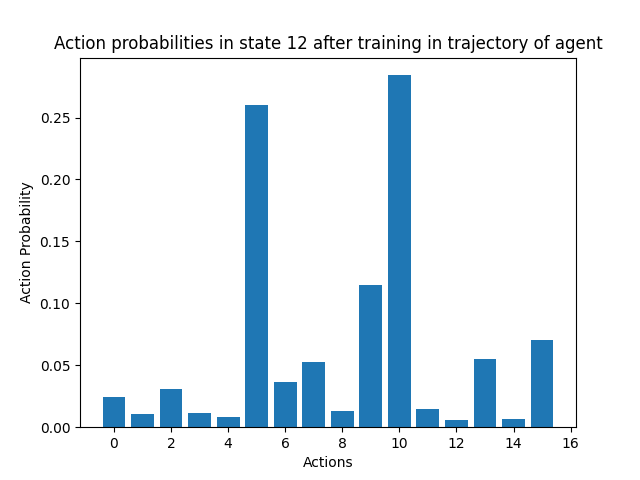 Action probabilities in state 12 after training in trajectory of agent
Action Probability
0.25
0.20
0.15
0.10
0.05
0.00
0 2 4 6 8 10 12 14 16
Actions